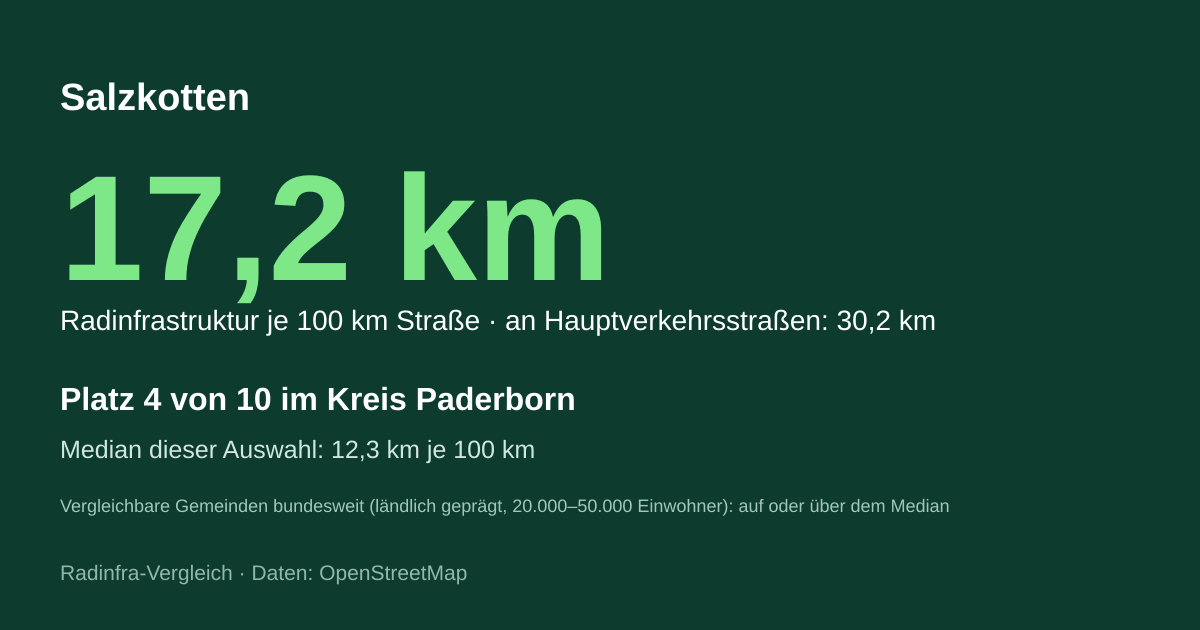 Salzkotten
17,2 km
Radinfrastruktur je 100 km Straße · an Hauptverkehrsstraßen: 30,2 km
Platz 4 von 10 im Kreis Paderborn
Median dieser Auswahl: 12,3 km je 100 km
Vergleichbare Gemeinden bundesweit (ländlich geprägt, 20.000–50.000 Einwohner): auf oder über dem Median
Radinfra-Vergleich · Daten: OpenStreetMap